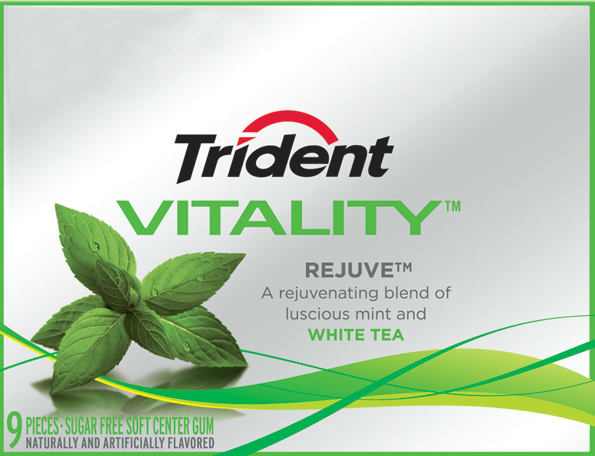 Trident
VITALITY™
REJUVE™
A rejuvenating blend of
luscious mint and
WHITE TEA
9 PIECES · SUGAR FREE SOFT CENTER GUM
NATURALLY AND ARTIFICIALLY FLAVORED